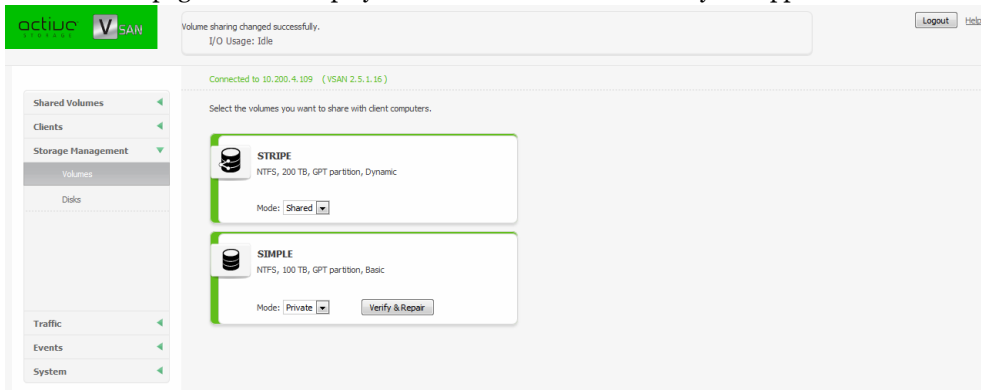 active V SAN
STORAGE
Volume sharing changed successfully.
I/O Usage: Idle
Logout Help
Connected to 10.200.4.109 (VSAN 2.5.1.16)
Select the volumes you want to share with client computers.
Shared Volumes
Clients
Storage Management
Volumes
Disks
Traffic
Events
System
STRIPE
NTFS, 200 TB, GPT partition, Dynamic
Mode: Shared
SIMPLE
NTFS, 100 TB, GPT partition, Basic
Mode: Private Verify & Repair